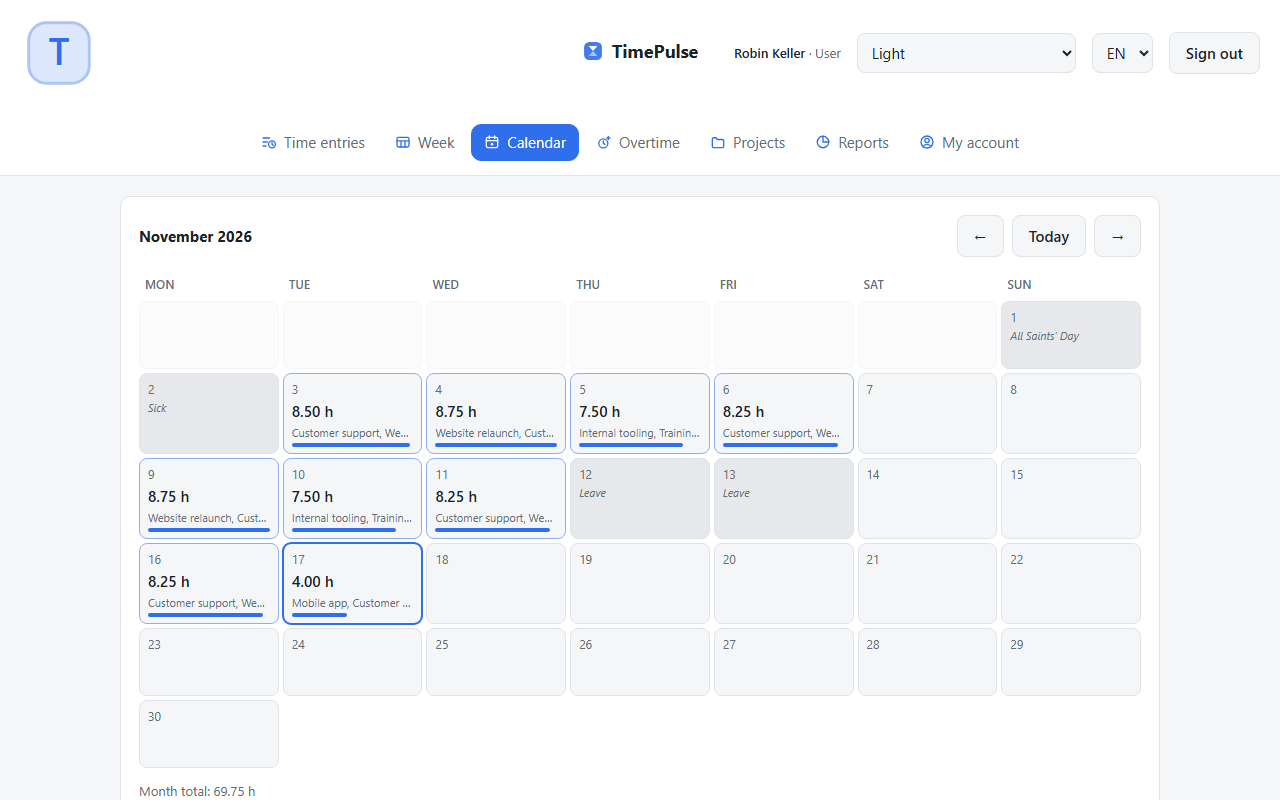 T
TimePulse
Robin Keller · User
Light
EN
Sign out
Time entries
Week
Calendar
Overtime
Projects
Reports
My account
November 2026
←
Today
→
MON TUE WED THU FRI SAT SUN
1
All Saints' Day
2
Sick
3
8.50 h
Customer support, We...
4
8.75 h
Website relaunch, Cust...
5
7.50 h
Internal tooling, Trainin...
6
8.25 h
Customer support, We...
7
8
9
8.75 h
Website relaunch, Cust...
10
7.50 h
Internal tooling, Trainin...
11
8.25 h
Customer support, We...
12
Leave
13
Leave
14
15
16
8.25 h
Customer support, We...
17
4.00 h
Mobile app, Customer ...
18
19
20
21
22
23
24
25
26
27
28
29
30
Month total: 69.75 h